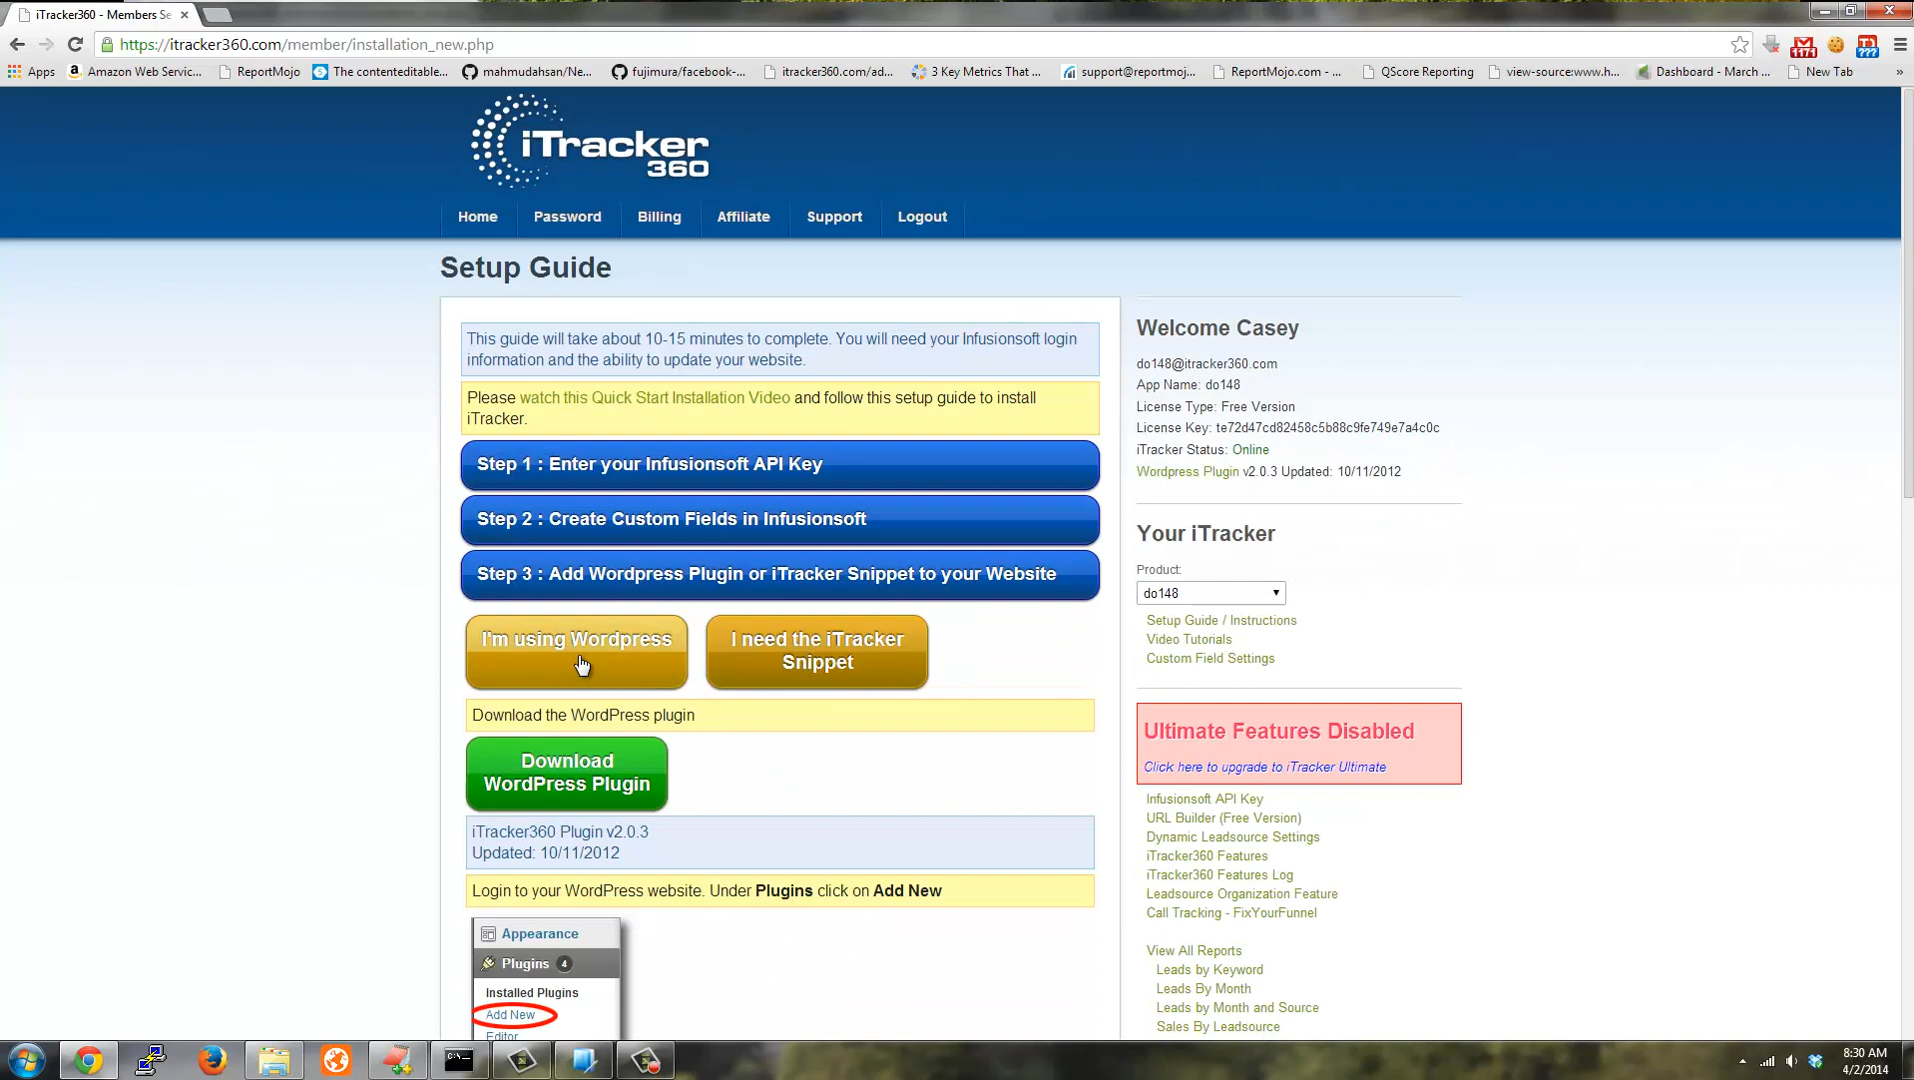 iTracker360 - Members Se
https://itracker360.com/member/installation_new.php
1171
???
Apps
Amazon Web Servic...
ReportMojo
The contenteditable...
mahmudahsan/Ne...
fujimura/facebook-...
itracker360.com/ad...
3 Key Metrics That ...
support@reportmoj...
ReportMojo.com - ...
QScore Reporting
view-source:www.h...
Dashboard - March ...
New Tab
»
iTracker
360
Home
Password
Billing
Affiliate
Support
Logout
Setup Guide
This guide will take about 10-15 minutes to complete. You will need your Infusionsoft login
information and the ability to update your website.
Please watch this Quick Start Installation Video and follow this setup guide to install
iTracker.
Step 1 : Enter your Infusionsoft API Key
Step 2 : Create Custom Fields in Infusionsoft
Step 3 : Add Wordpress Plugin or iTracker Snippet to your Website
I'm using Wordpress
I need the iTracker
Snippet
Download the WordPress plugin
Download
WordPress Plugin
iTracker360 Plugin v2.0.3
Updated: 10/11/2012
Login to your WordPress website. Under Plugins click on Add New
Appearance
Plugins 4
Installed Plugins
Add New
Editor
Welcome Casey
do148@itracker360.com
App Name: do148
License Type: Free Version
License Key: te72d47cd82458c5b88c9fe749e7a4c0c
iTracker Status: Online
Wordpress Plugin v2.0.3 Updated: 10/11/2012
Your iTracker
Product:
do148
Setup Guide / Instructions
Video Tutorials
Custom Field Settings
Ultimate Features Disabled
Click here to upgrade to iTracker Ultimate
Infusionsoft API Key
URL Builder (Free Version)
Dynamic Leadsource Settings
iTracker360 Features
iTracker360 Features Log
Leadsource Organization Feature
Call Tracking - FixYourFunnel
View All Reports
Leads by Keyword
Leads By Month
Leads by Month and Source
Sales By Leadsource
8:30 AM
4/2/2014